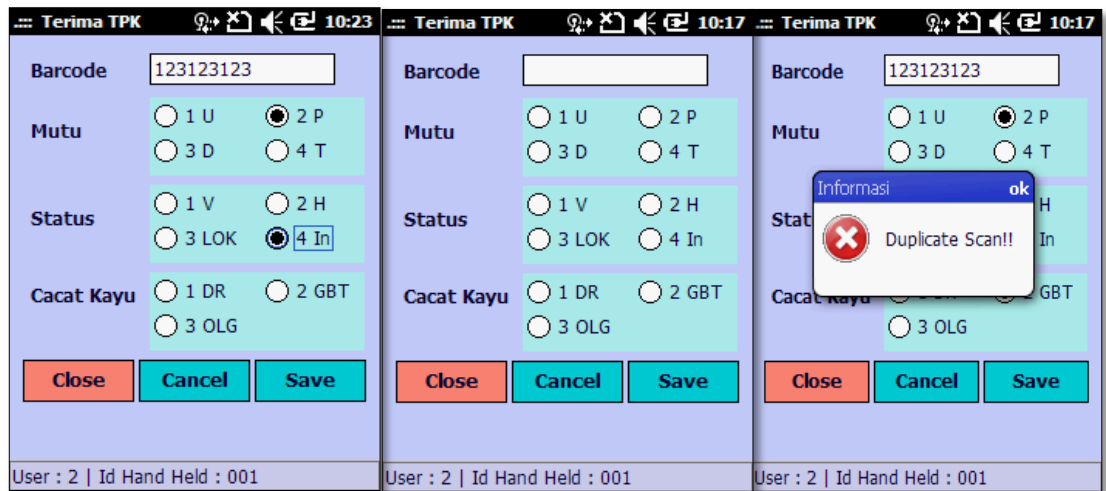 .::: Terima TPK 10:23
Barcode 123123123
Mutu
1 U 2 P
3 D 4 T
Status
1 V 2 H
3 LOK 4 In
Cacat Kayu
1 DR 2 GBT
3 OLG
Close Cancel Save
User : 2 | Id Hand Held : 001
.::: Terima TPK 10:17
Barcode
Mutu
1 U 2 P
3 D 4 T
Status
1 V 2 H
3 LOK 4 In
Cacat Kayu
1 DR 2 GBT
3 OLG
Close Cancel Save
User : 2 | Id Hand Held : 001
.::: Terima TPK 10:17
Barcode 123123123
Mutu
1 U 2 P
3 D 4 T
Informasi ok
Stat H
Duplicate Scan!!
In
Cacat Kayu
GBT
3 OLG
Close Cancel Save
User : 2 | Id Hand Held : 001